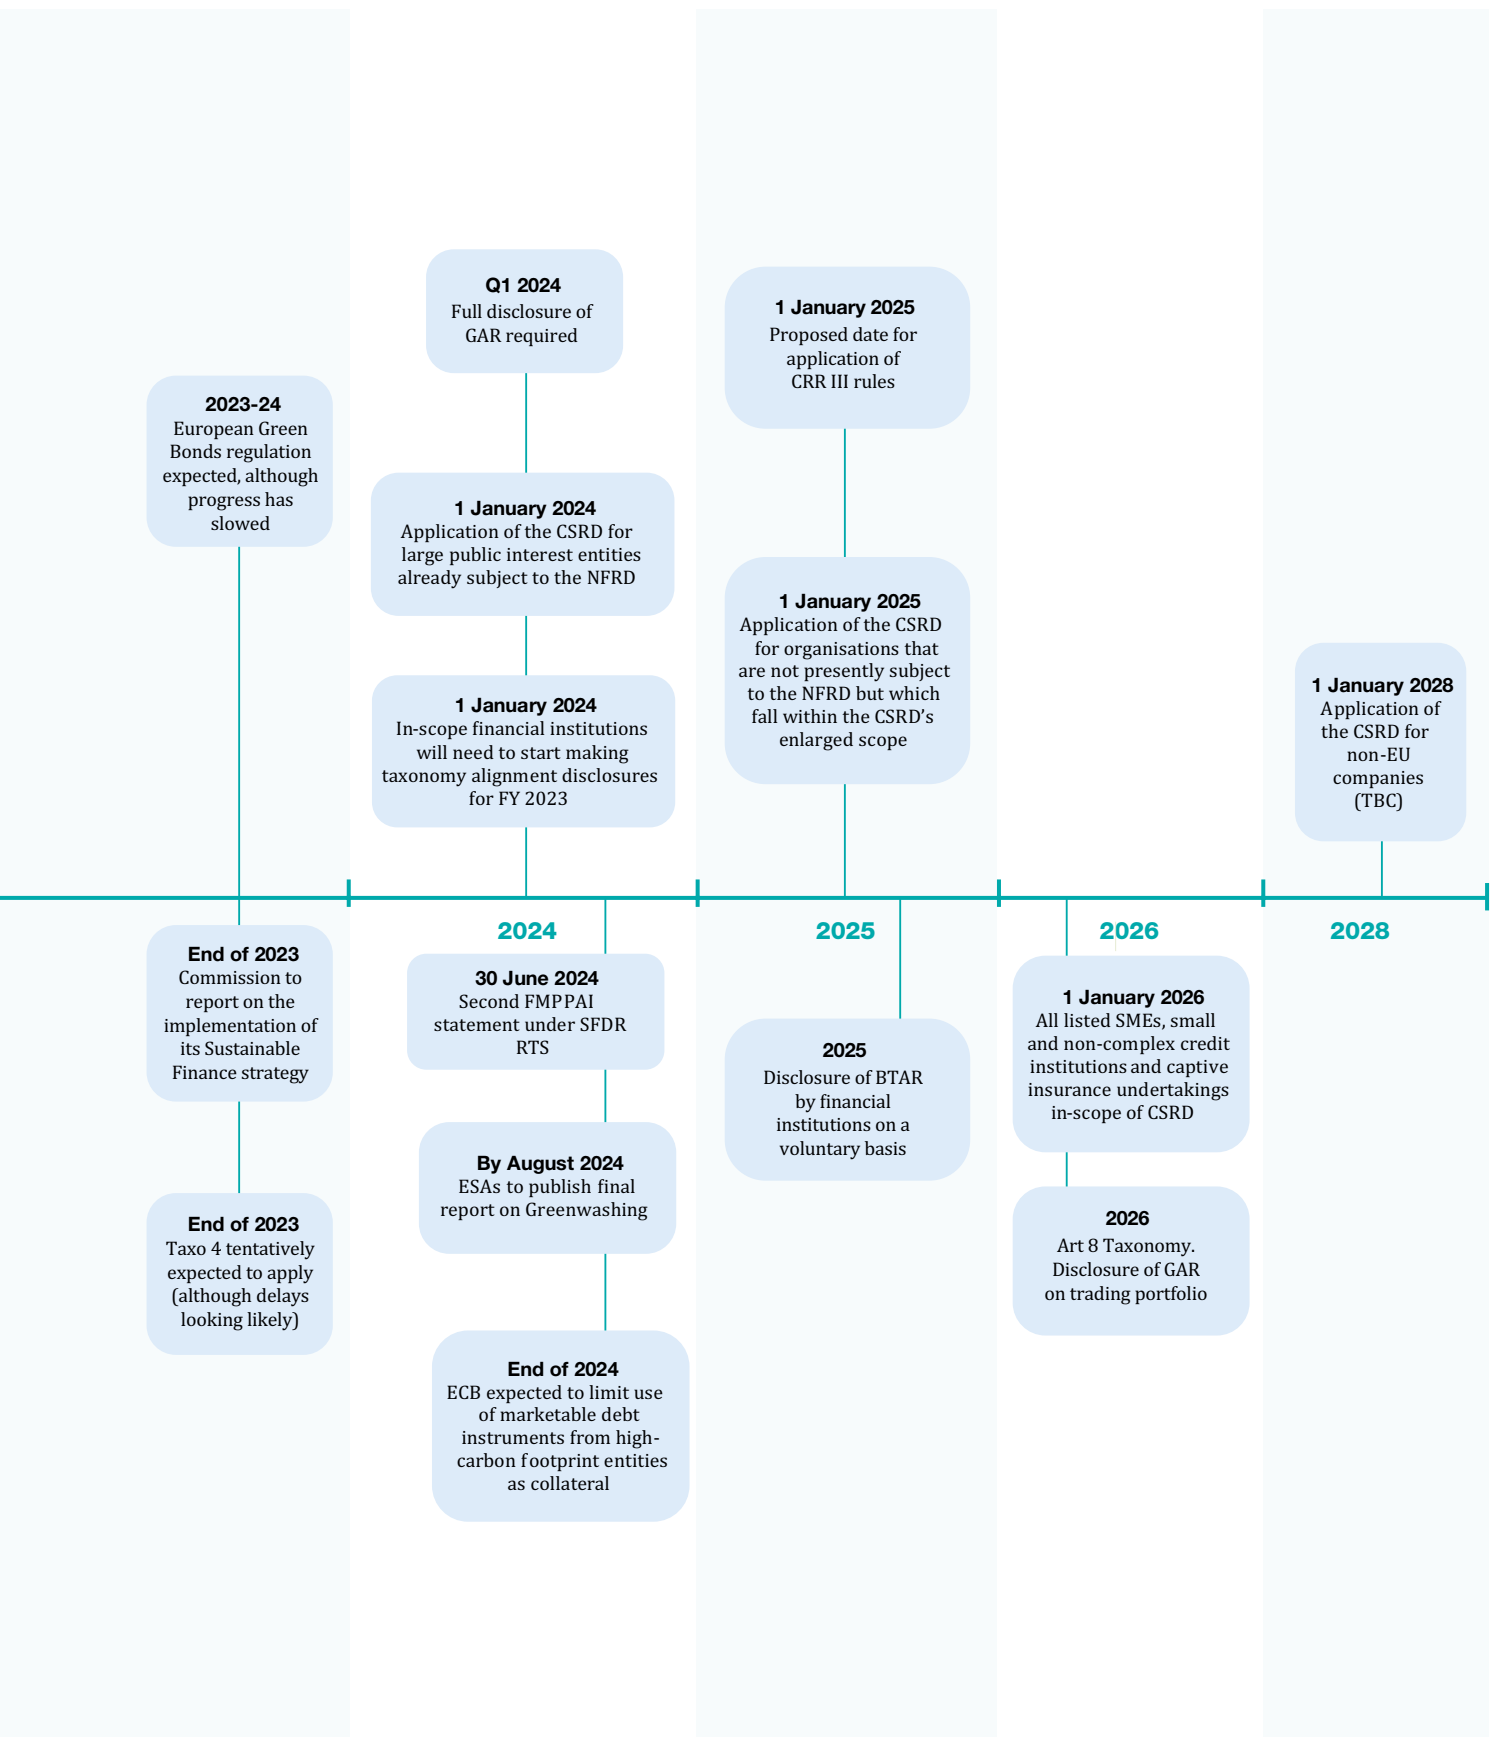 2023-24
European Green
Bonds regulation
expected, although
progress has
slowed
Q1 2024
Full disclosure of
GAR required
1 January 2024
Application of the CSRD for
large public interest entities
already subject to the NFRD
1 January 2024
In-scope financial institutions
will need to start making
taxonomy alignment disclosures
for FY 2023
1 January 2025
Proposed date for
application of
CRR III rules
1 January 2025
Application of the CSRD
for organisations that
are not presently subject
to the NFRD but which
fall within the CSRD's
enlarged scope
1 January 2028
Application of
the CSRD for
non-EU
companies
(TBC)
2024
2025
2026
2028
End of 2023
Commission to
report on the
implementation of
its Sustainable
Finance strategy
End of 2023
Taxo 4 tentatively
expected to apply
(although delays
looking likely)
30 June 2024
Second FMPPAI
statement under SFDR
RTS
By August 2024
ESAs to publish final
report on Greenwashing
End of 2024
ECB expected to limit use
of marketable debt
instruments from high-
carbon footprint entities
as collateral
2025
Disclosure of BTAR
by financial
institutions on a
voluntary basis
1 January 2026
All listed SMEs, small
and non-complex credit
institutions and captive
insurance undertakings
in-scope of CSRD
2026
Art 8 Taxonomy.
Disclosure of GAR
on trading portfolio